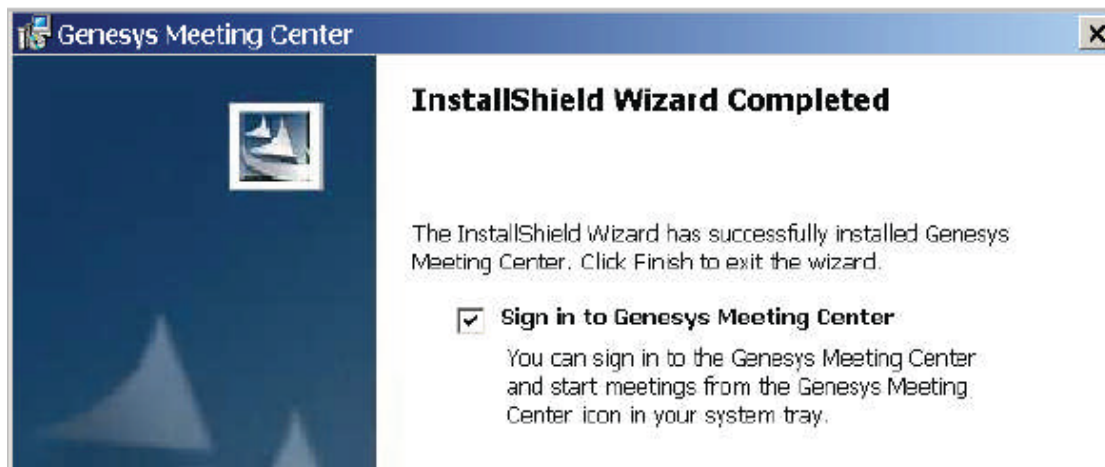 Genesys Meeting Center
InstallShield Wizard Completed
The InstallShield Wizard has successfully installed Genesys
Meeting Center. Click Finish to exit the wizard.
Sign in to Genesys Meeting Center
You can sign in to the Genesys Meeting Center
and start meetings from the Genesys Meeting
Center icon in your system tray.